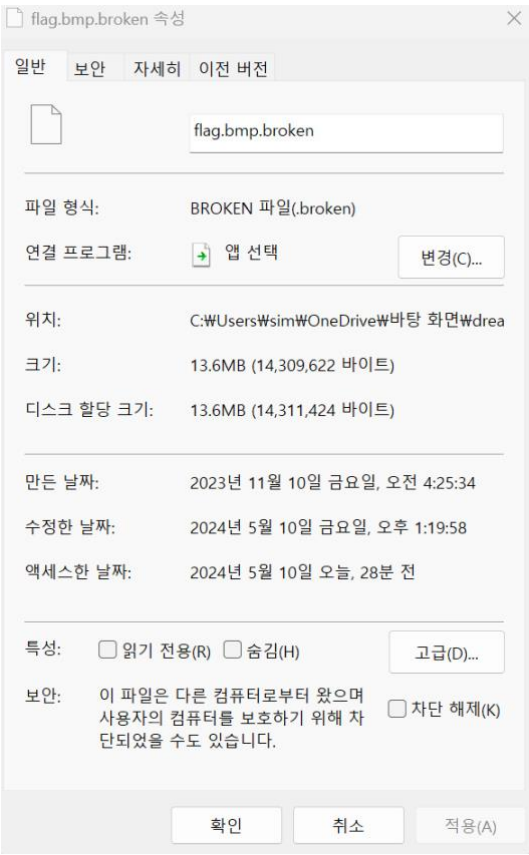 flag.bmp.broken 속성
일반 보안 자세히 이전 버전
flag.bmp.broken
파일 형식: BROKEN 파일(.broken)
연결 프로그램: 앱 선택 변경(C)...
위치: C:₩Users₩sim₩OneDrive₩바탕 화면₩drea
크기: 13.6MB (14,309,622 바이트)
디스크 할당 크기: 13.6MB (14,311,424 바이트)
만든 날짜: 2023년 11월 10일 금요일, 오전 4:25:34
수정한 날짜: 2024년 5월 10일 금요일, 오후 1:19:58
액세스한 날짜: 2024년 5월 10일 오늘, 28분 전
특성: 읽기 전용(R) 숨김(H) 고급(D)...
보안: 이 파일은 다른 컴퓨터로부터 왔으며
사용자의 컴퓨터를 보호하기 위해 차 차단 해제(K)
단되었을 수도 있습니다.
확인 취소 적용(A)